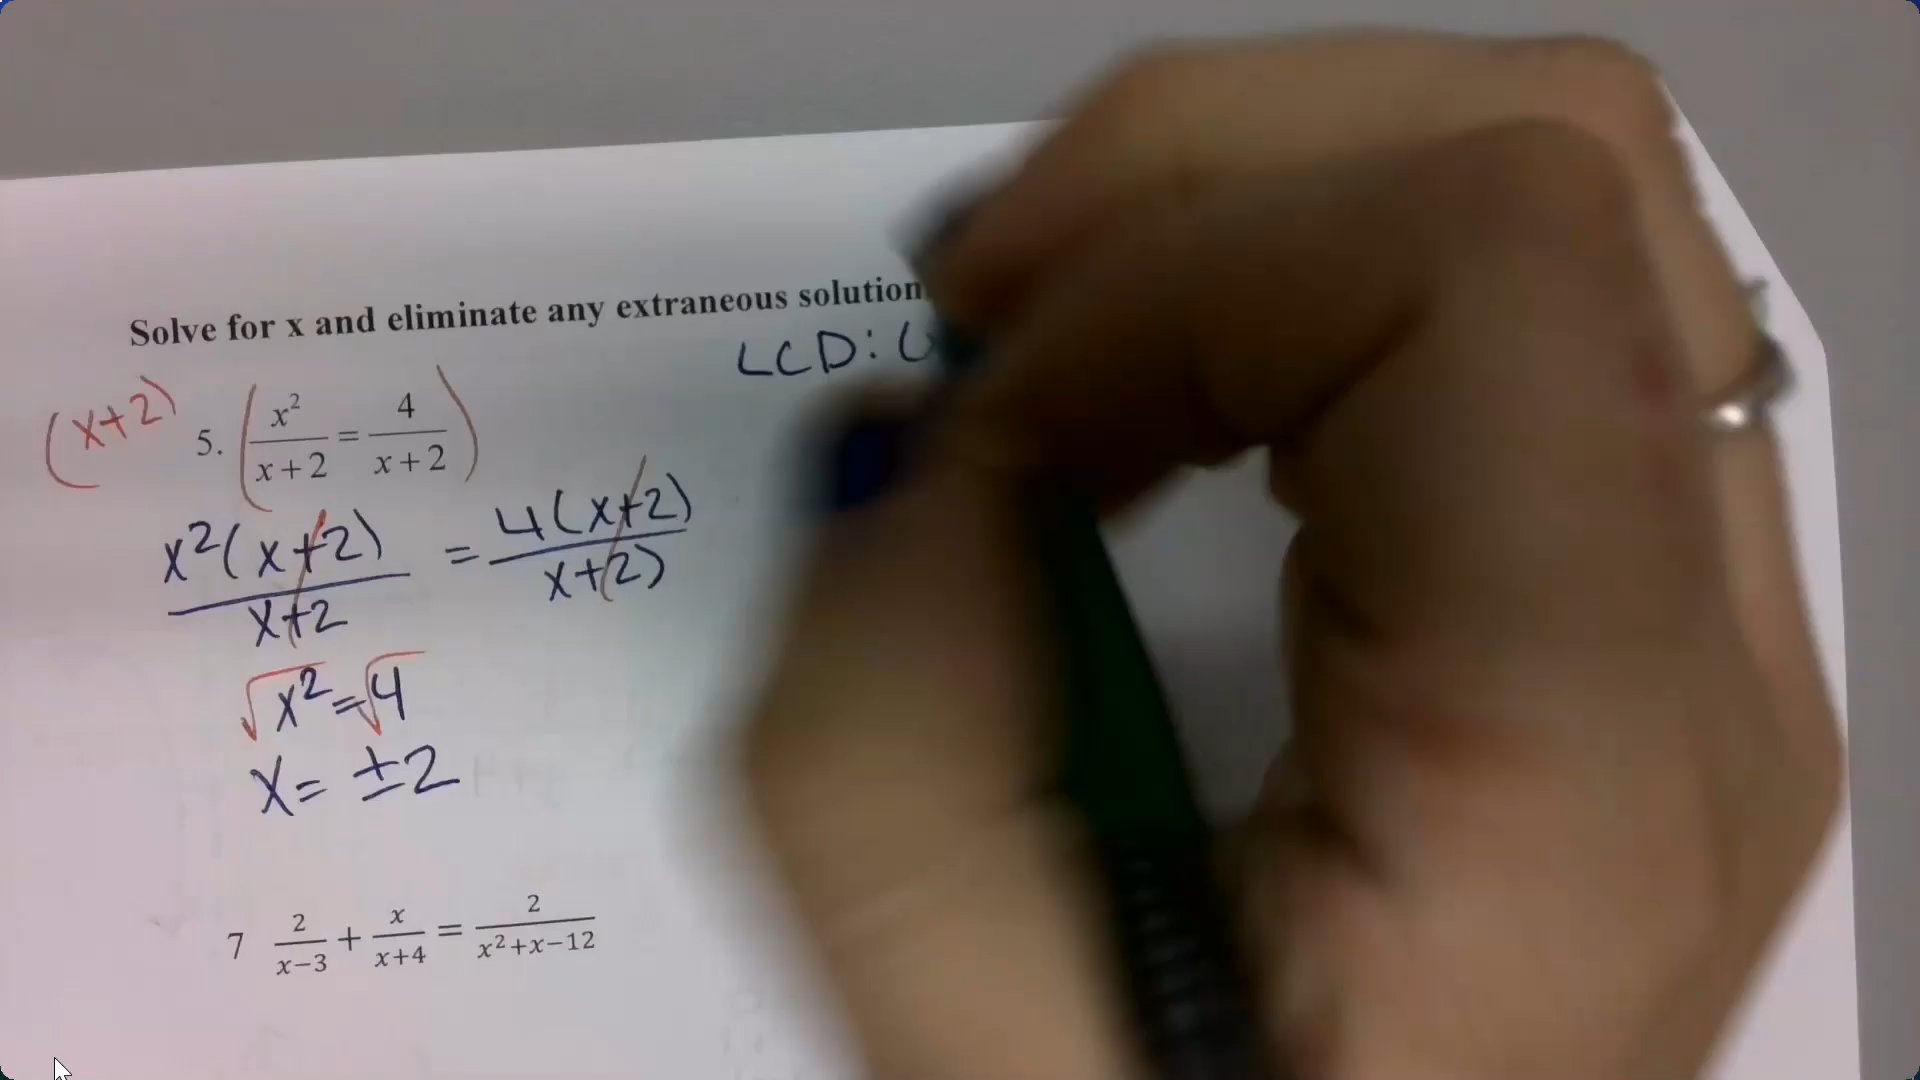 Solve for x and eliminate any extraneous solution
LCD: (
(x+2) 5. (x²/(x+2) = 4/(x+2))
x²(x+2)/x+2 = 4(x+2)/x+2)
√x² = √4
x = ±2
7 2/(x−3) + x/(x+4) = 2/(x²+x−12)